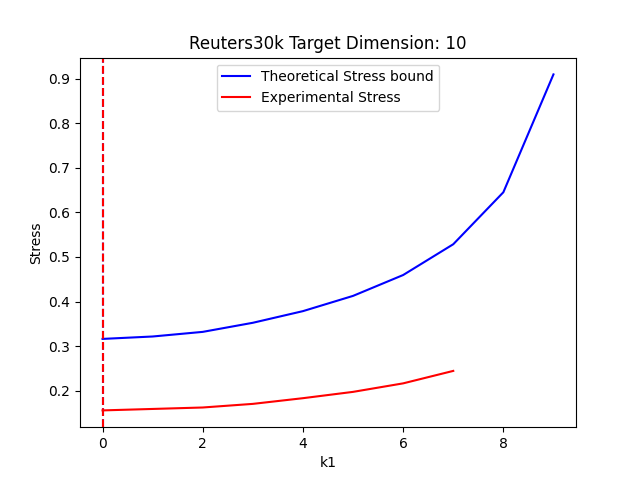 Reuters30k Target Dimension: 10
Theoretical Stress bound
Experimental Stress
Stress
0.9
0.8
0.7
0.6
0.5
0.4
0.3
0.2
0 2 4 6 8
k1